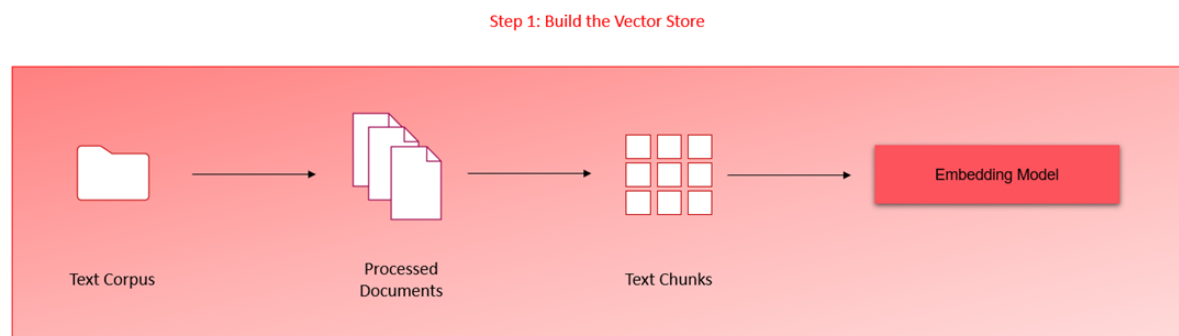 Step 1: Build the Vector Store
Embedding Model
Text Corpus
Processed
Documents
Text Chunks